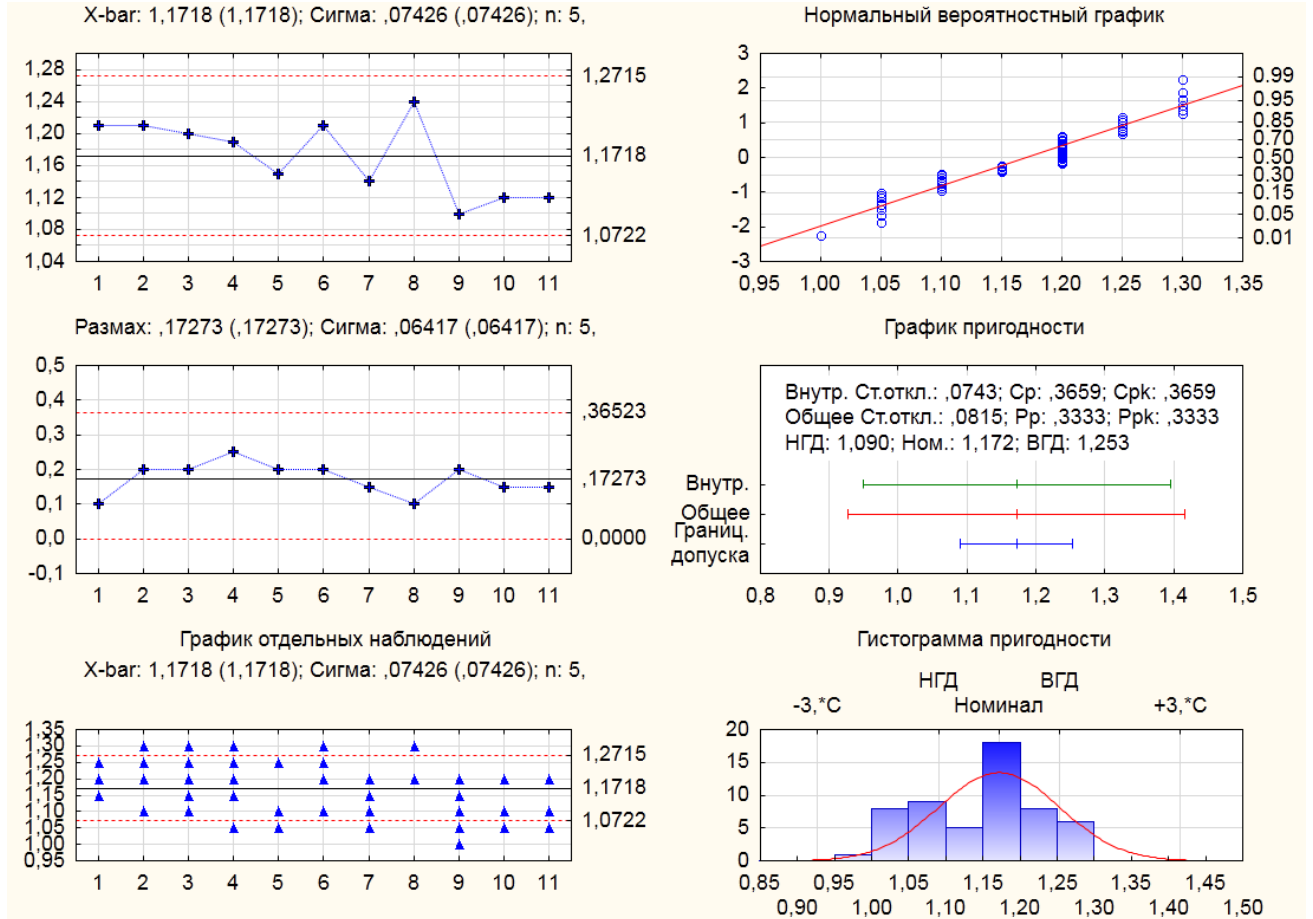 X-bar: 1,1718 (1,1718); Сигма: ,07426 (,07426); n: 5,
1,28
1,24
1,20
1,16
1,12
1,08
1,04
1,2715
1,1718
1,0722
1 2 3 4 5 6 7 8 9 10 11
Нормальный вероятностный график
3
2
1
0
-1
-2
-3
0.99
0.95
0.85
0.70
0.50
0.30
0.15
0.05
0.01
0,95 1,00 1,05 1,10 1,15 1,20 1,25 1,30 1,35
Размах: ,17273 (,17273); Сигма: ,06417 (,06417); n: 5,
0,5
0,4
0,3
0,2
0,1
0,0
-0,1
,36523
,17273
0,0000
1 2 3 4 5 6 7 8 9 10 11
График пригодности
Внутр. Ст.откл.: ,0743; Cp: ,3659; Cpk: ,3659
Общее Ст.откл.: ,0815; Pp: ,3333; Ppk: ,3333
НГД: 1,090; Ном.: 1,172; ВГД: 1,253
Внутр.
Общее
Границ.
допуска
0,8 0,9 1,0 1,1 1,2 1,3 1,4 1,5
График отдельных наблюдений
X-bar: 1,1718 (1,1718); Сигма: ,07426 (,07426); n: 5,
1,35
1,30
1,25
1,20
1,15
1,10
1,05
1,00
0,95
1,2715
1,1718
1,0722
1 2 3 4 5 6 7 8 9 10 11
Гистограмма пригодности
НГД ВГД
-3,*С Номинал +3,*С
20
15
10
5
0
0,85 0,95 1,05 1,15 1,25 1,35 1,45
0,90 1,00 1,10 1,20 1,30 1,40 1,50